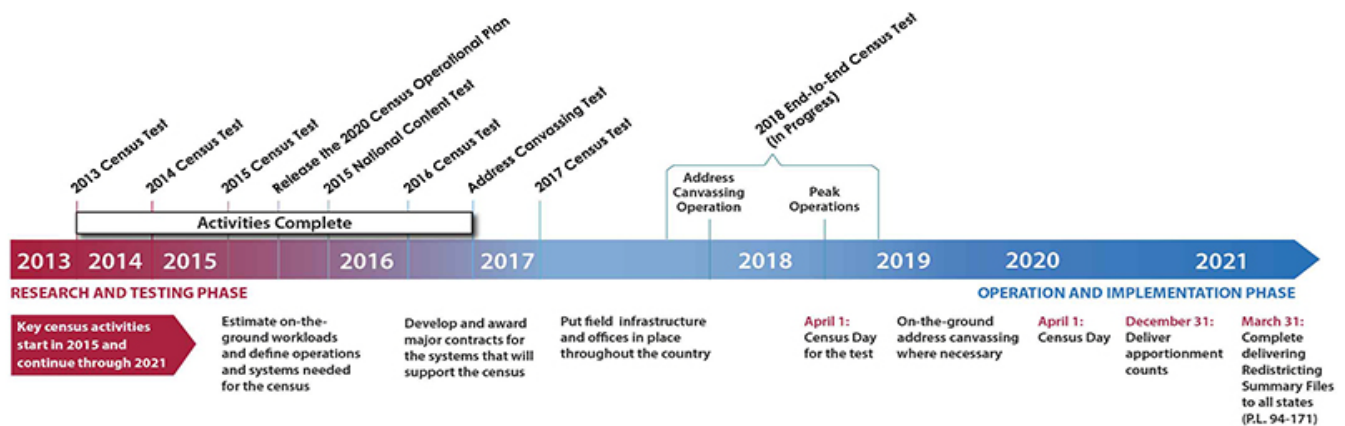 2013 Census Test
2014 Census Test
2015 Census Test
Release the 2020 Census Operational Plan
2015 National Content Test
2016 Census Test
Address Canvassing Test
2017 Census Test
2018 End-to-End Census Test
(In Progress)
Address
Canvassing
Operation
Peak
Operations
Activities Complete
2013 2014 2015 2016 2017 2018 2019 2020 2021
RESEARCH AND TESTING PHASE
OPERATION AND IMPLEMENTATION PHASE
Key census activities
start in 2015 and
continue through 2021
Estimate on-the-
ground workloads
and define operations
and systems needed
for the census
Develop and award
major contracts for
the systems that will
support the census
Put field infrastructure
and offices in place
throughout the country
April 1:
Census Day
for the test
On-the-ground
address canvassing
where necessary
April 1:
Census Day
December 31:
Deliver
apportionment
counts
March 31:
Complete
delivering
Redistricting
Summary Files
to all states
(P.L. 94-171)